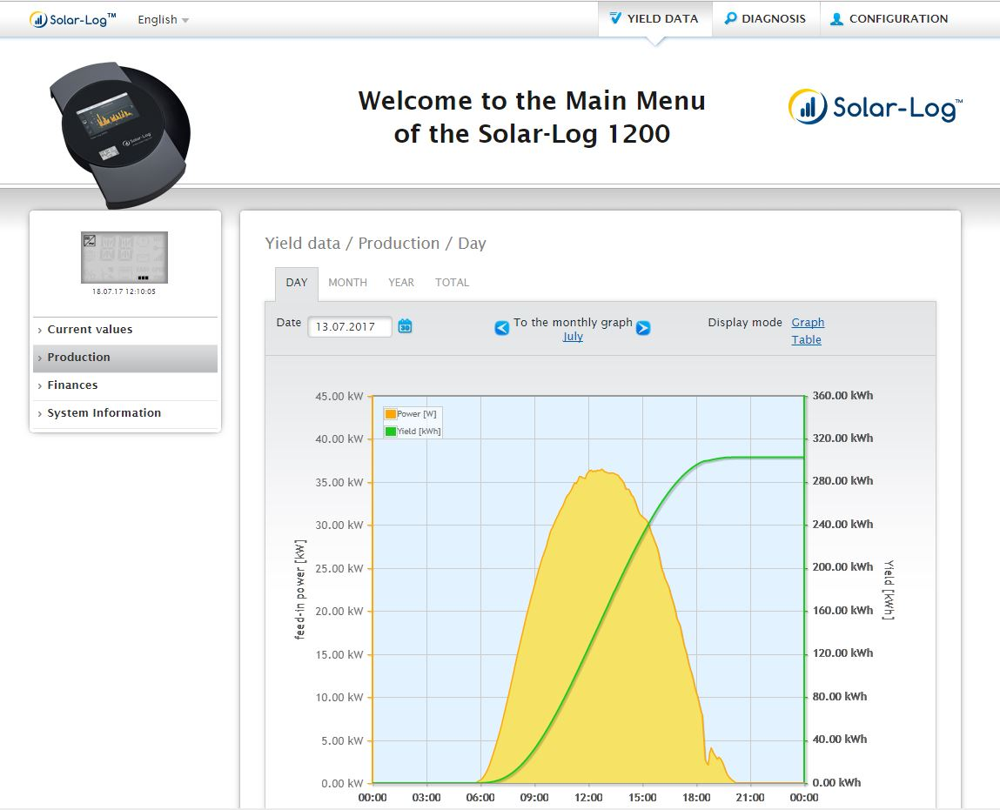 Solar-Log™
English
YIELD DATA
DIAGNOSIS
CONFIGURATION
Welcome to the Main Menu
of the Solar-Log 1200
Solar-Log™
Solar-Log
18.07.17 12:10:05
Current values
Production
Finances
System Information
Yield data / Production / Day
DAY
MONTH
YEAR
TOTAL
Date
13.07.2017
30
To the monthly graph
July
Display mode
Graph
Table
45.00 kW
40.00 kW
35.00 kW
30.00 kW
25.00 kW
20.00 kW
15.00 kW
10.00 kW
5.00 kW
0.00 kW
feed-in power [kW]
Power [W]
Yield [kWh]
360.00 kWh
320.00 kWh
280.00 kWh
240.00 kWh
200.00 kWh
160.00 kWh
120.00 kWh
80.00 kWh
40.00 kWh
0.00 kWh
Yield [kWh]
00:00 03:00 06:00 09:00 12:00 15:00 18:00 21:00 00:00